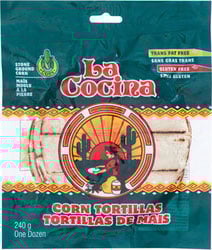 STONE
GROUND
CORN
MAÏS
MOULU À
LA PIERRE
TRANS FAT FREE
SANS GRAS TRANS
GLUTEN FREE
La
Cocina
CORN TORTILLAS
TORTILLAS DE MAÏS
240 g
One Dozen